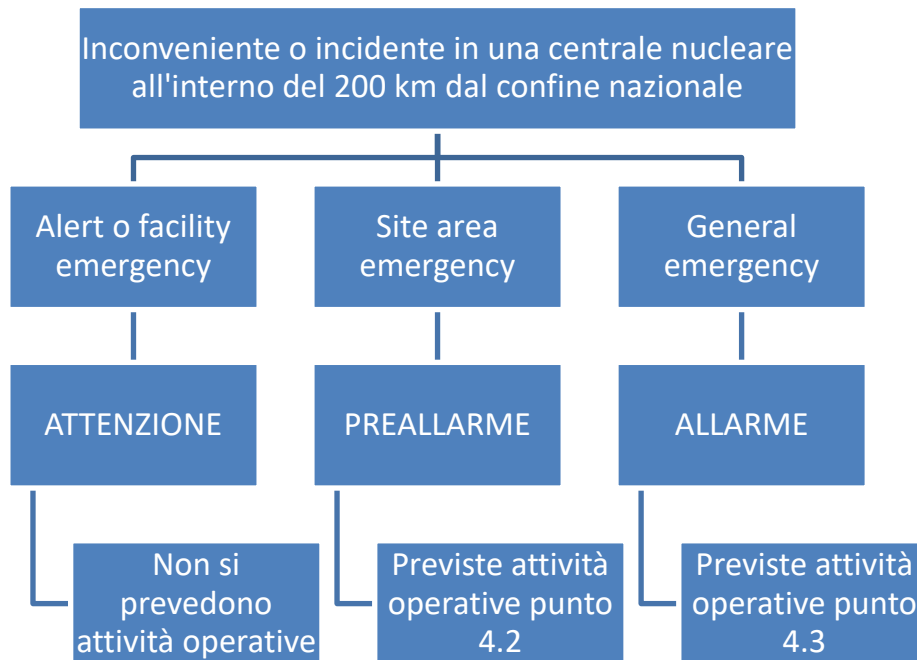 Inconveniente o incidente in una centrale nucleare
all'interno del 200 km dal confine nazionale
Alert o facility
emergency
Site area
emergency
General
emergency
ATTENZIONE
PREALLARME
ALLARME
Non si
prevedono
attività operative
Previste attività
operative punto
4.2
Previste attività
operative punto
4.3